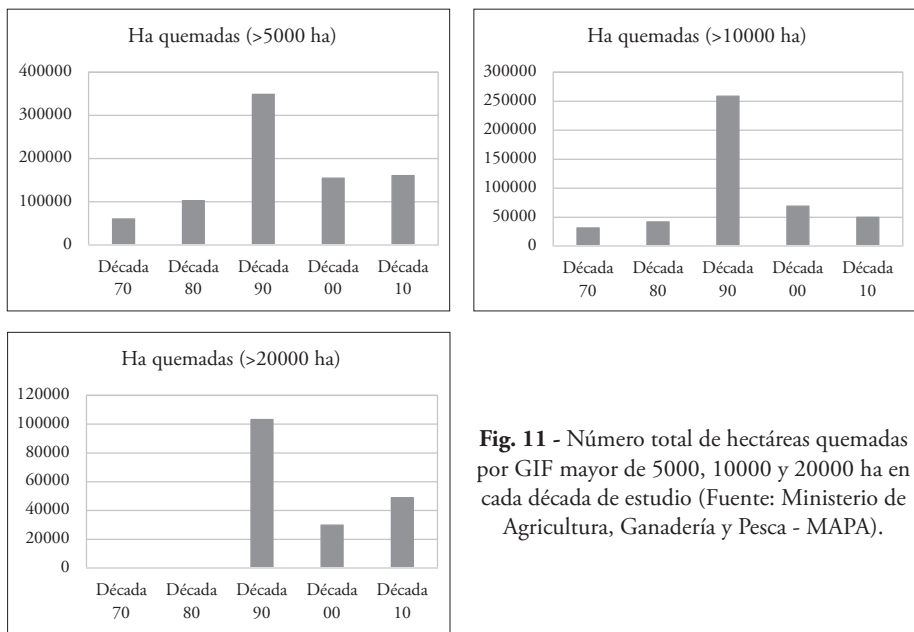 Ha quemadas (>5000 ha)
400000
300000
200000
100000
0
Década 70
Década 80
Década 90
Década 00
Década 10
Ha quemadas (>10000 ha)
300000
250000
200000
150000
100000
50000
0
Década 70
Década 80
Década 90
Década 00
Década 10
Ha quemadas (>20000 ha)
120000
100000
80000
60000
40000
20000
0
Década 70
Década 80
Década 90
Década 00
Década 10
Fig. 11 - Número total de hectáreas quemadas
por GIF mayor de 5000, 10000 y 20000 ha en
cada década de estudio (Fuente: Ministerio de
Agricultura, Ganadería y Pesca - MAPA).